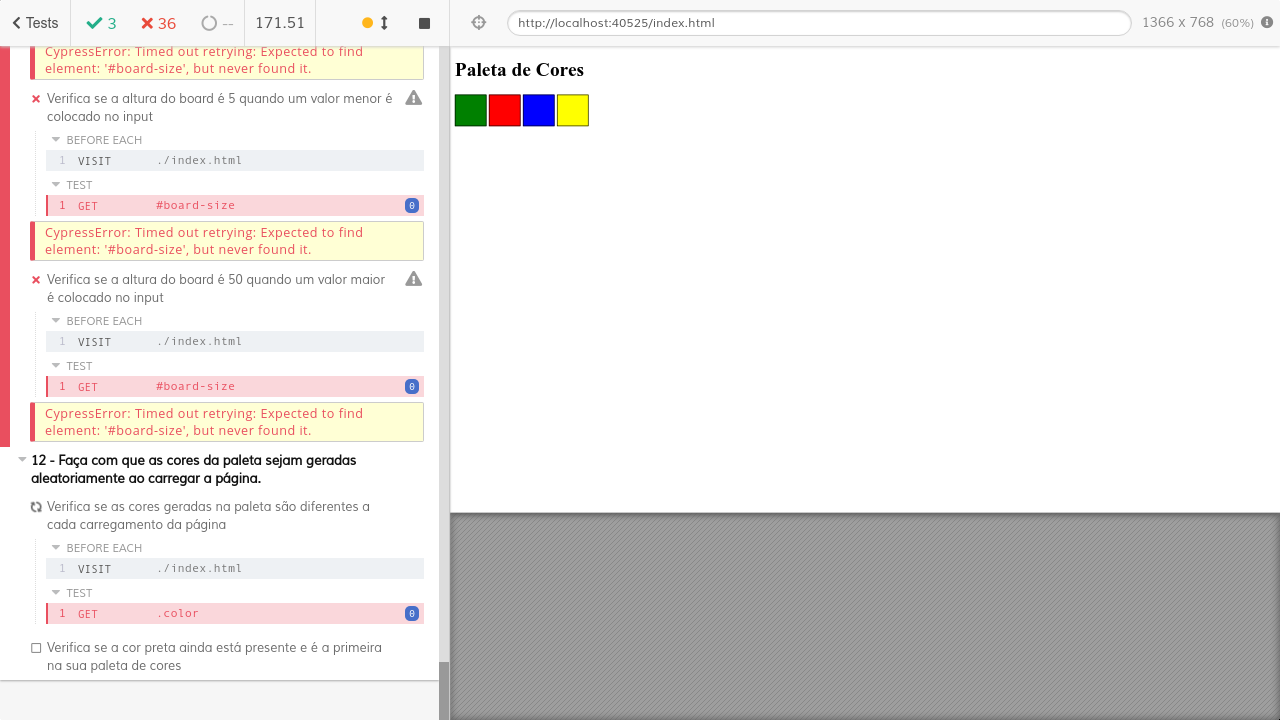 Tests
3
36
--
171.51
http://localhost:40525/index.html
1366 x 768 (60%)
CypressError: Timed out retrying: Expected to find
element: '#board-size', but never found it.
Verifica se a altura do board é 5 quando um valor menor é
colocado no input
BEFORE EACH
1 VISIT ./index.html
TEST
1 GET #board-size 0
CypressError: Timed out retrying: Expected to find
element: '#board-size', but never found it.
Verifica se a altura do board é 50 quando um valor maior
é colocado no input
BEFORE EACH
1 VISIT ./index.html
TEST
1 GET #board-size 0
CypressError: Timed out retrying: Expected to find
element: '#board-size', but never found it.
12 - Faça com que as cores da paleta sejam geradas
aleatoriamente ao carregar a página.
Verifica se as cores geradas na paleta são diferentes a
cada carregamento da página
BEFORE EACH
1 VISIT ./index.html
TEST
1 GET .color 0
Verifica se a cor preta ainda está presente e é a primeira
na sua paleta de cores
Paleta de Cores